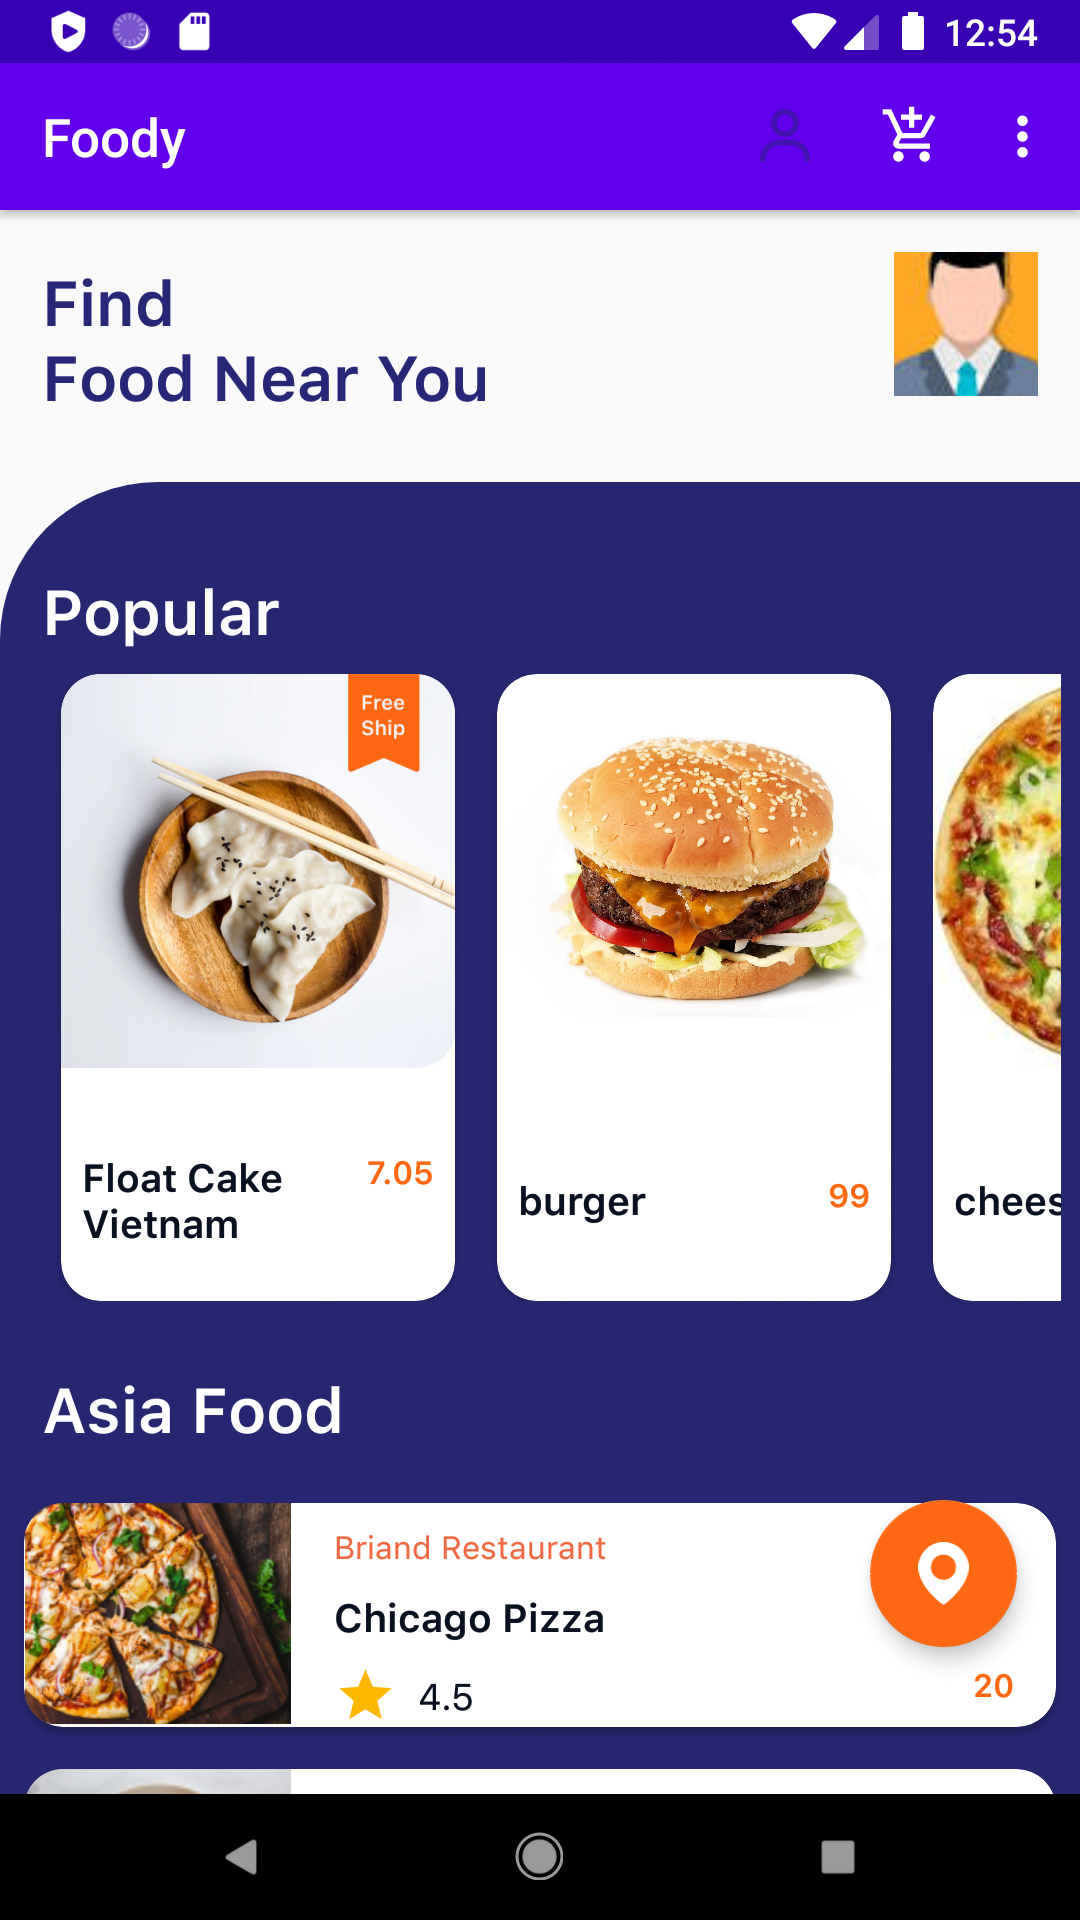 12:54
Foody
Find
Food Near You
Popular
Free
Ship
Float Cake
Vietnam
7.05
burger
99
chees
Asia Food
Briand Restaurant
Chicago Pizza
4.5
20